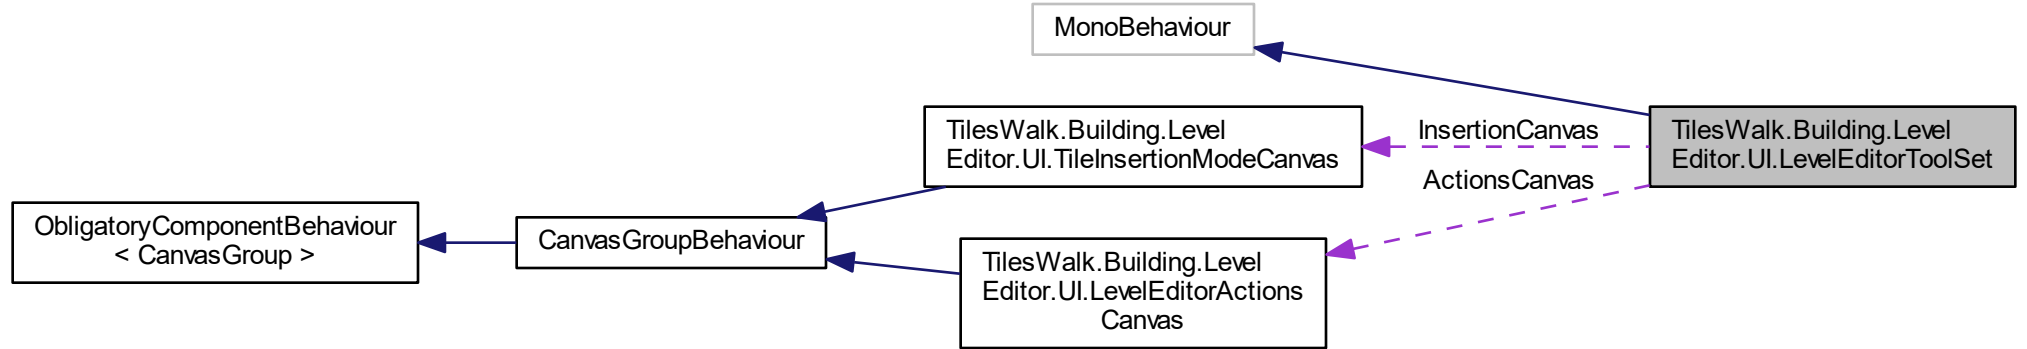 MonoBehaviour
TilesWalk.Building.Level
Editor.UI.TileInsertionModeCanvas
InsertionCanvas
TilesWalk.Building.Level
Editor.UI.LevelEditorToolSet
ActionsCanvas
ObligatoryComponentBehaviour
< CanvasGroup >
CanvasGroupBehaviour
TilesWalk.Building.Level
Editor.UI.LevelEditorActions
Canvas